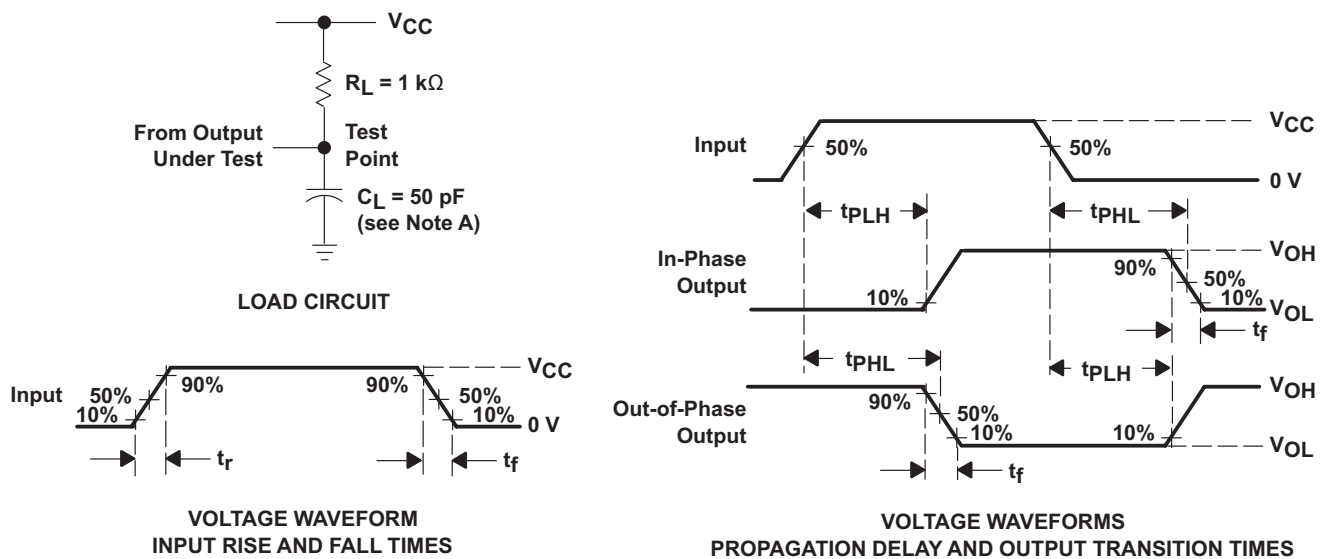 VCC
RL = 1 kΩ
From Output
Under Test
Test
Point
CL = 50 pF
(see Note A)
LOAD CIRCUIT
Input
50%
10%
90%
90%
50%
10%
VCC
0 V
tr
tf
VOLTAGE WAVEFORM
INPUT RISE AND FALL TIMES
Input
50%
50%
VCC
0 V
tPLH
tPHL
In-Phase
Output
10%
90%
50%
10%
VOH
VOL
tf
tPHL
tPLH
Out-of-Phase
Output
90%
50%
10%
10%
VOH
VOL
tf
VOLTAGE WAVEFORMS
PROPAGATION DELAY AND OUTPUT TRANSITION TIMES